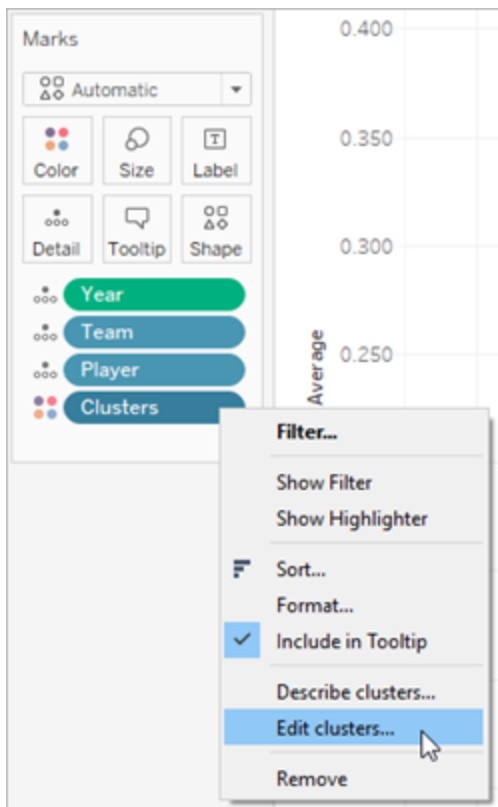 Marks
Automatic
Color Size Label
Detail Tooltip Shape
Year
Team
Player
Clusters
0.400
0.350
0.300
0.250
Average
Filter...
Show Filter
Show Highlighter
Sort...
Format...
Include in Tooltip
Describe clusters...
Edit clusters...
Remove